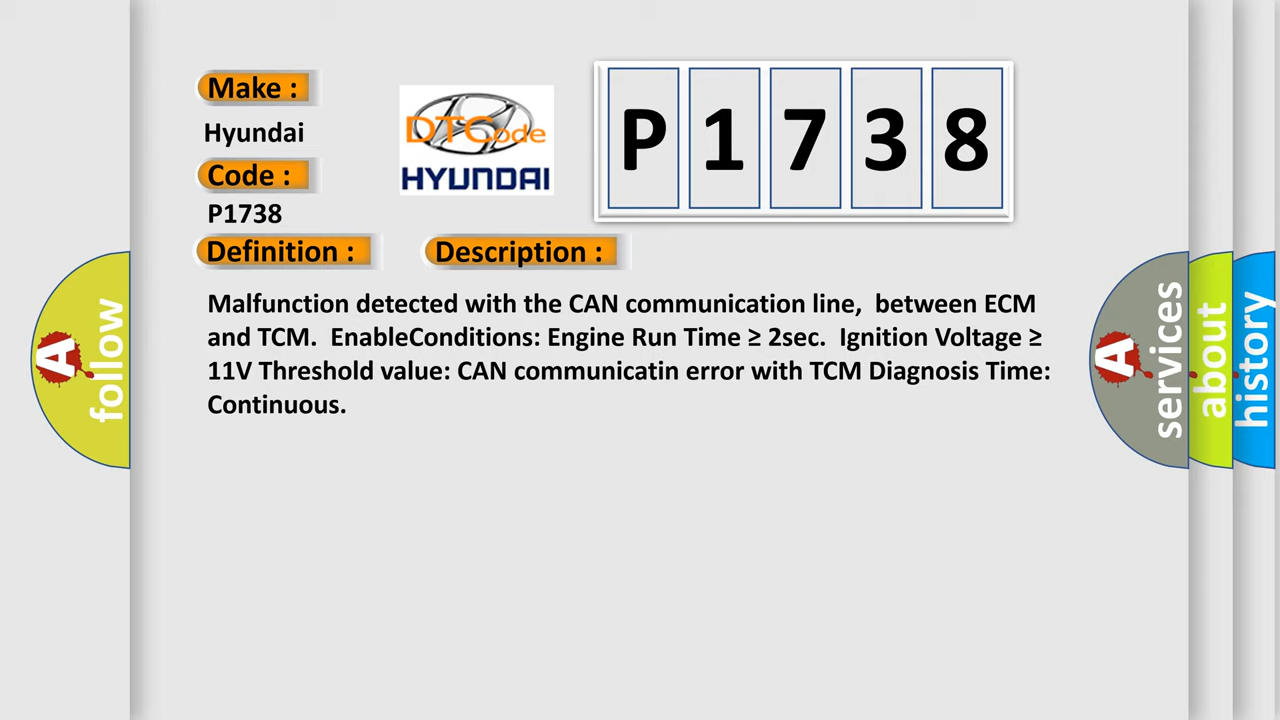 Make :
Hyundai
Code :
P1738
Definition :
Description :
DTCode
HYUNDAI
P 1 7 3 8
Malfunction detected with the CAN communication line,  between ECM
and TCM.  EnableConditions: Engine Run Time ≥ 2sec.  Ignition Voltage ≥
11V Threshold value: CAN communicatin error with TCM Diagnosis Time:
Continuous.
A
follow
A
services
about
history